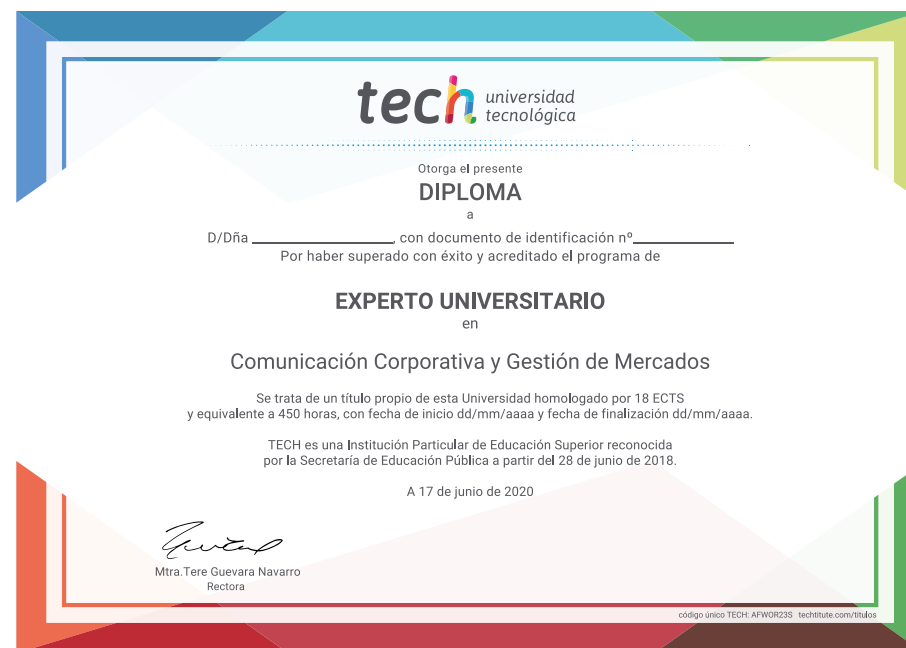 tech universidad
tecnológica
Otorga el presente
DIPLOMA
a
D/Dña ____________________, con documento de identificación nº______________
Por haber superado con éxito y acreditado el programa de
EXPERTO UNIVERSITARIO
en
Comunicación Corporativa y Gestión de Mercados
Se trata de un título propio de esta Universidad homologado por 18 ECTS
y equivalente a 450 horas, con fecha de inicio dd/mm/aaaa y fecha de finalización dd/mm/aaaa.
TECH es una Institución Particular de Educación Superior reconocida
por la Secretaría de Educación Pública a partir del 28 de junio de 2018.
A 17 de junio de 2020
Mtra.Tere Guevara Navarro
Rectora
código único TECH: AFWOR23S techtitute.com/titulos